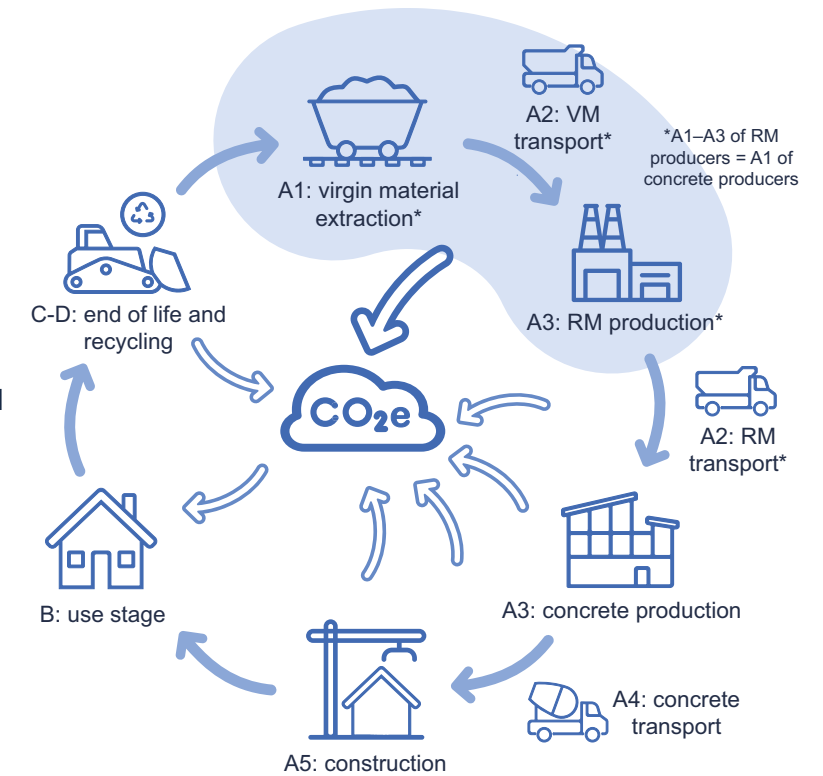 A2: VM
transport*
*A1–A3 of RM
producers = A1 of
concrete producers
A1: virgin material
extraction*
C-D: end of life and
recycling
A3: RM production*
CO₂e
A2: RM
transport*
B: use stage
A3: concrete production
A4: concrete
transport
A5: construction